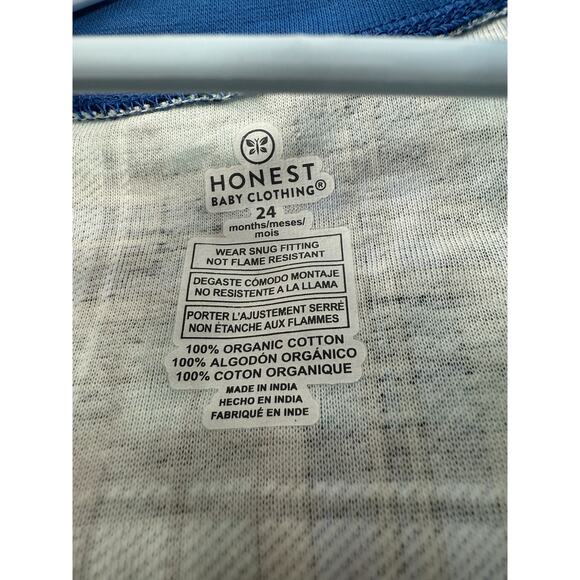 HONEST
BABY CLOTHING®
24
months/meses/
mois
WEAR SNUG FITTING
NOT FLAME RESISTANT
DEGASTE CÓMODO MONTAJE
NO RESISTENTE A LA LLAMA
PORTER L'AJUSTEMENT SERRÉ
NON ÉTANCHE AUX FLAMMES
100% ORGANIC COTTON
100% ALGODÓN ORGÁNICO
100% COTON ORGANIQUE
MADE IN INDIA
HECHO EN INDIA
FABRIQUÉ EN INDE